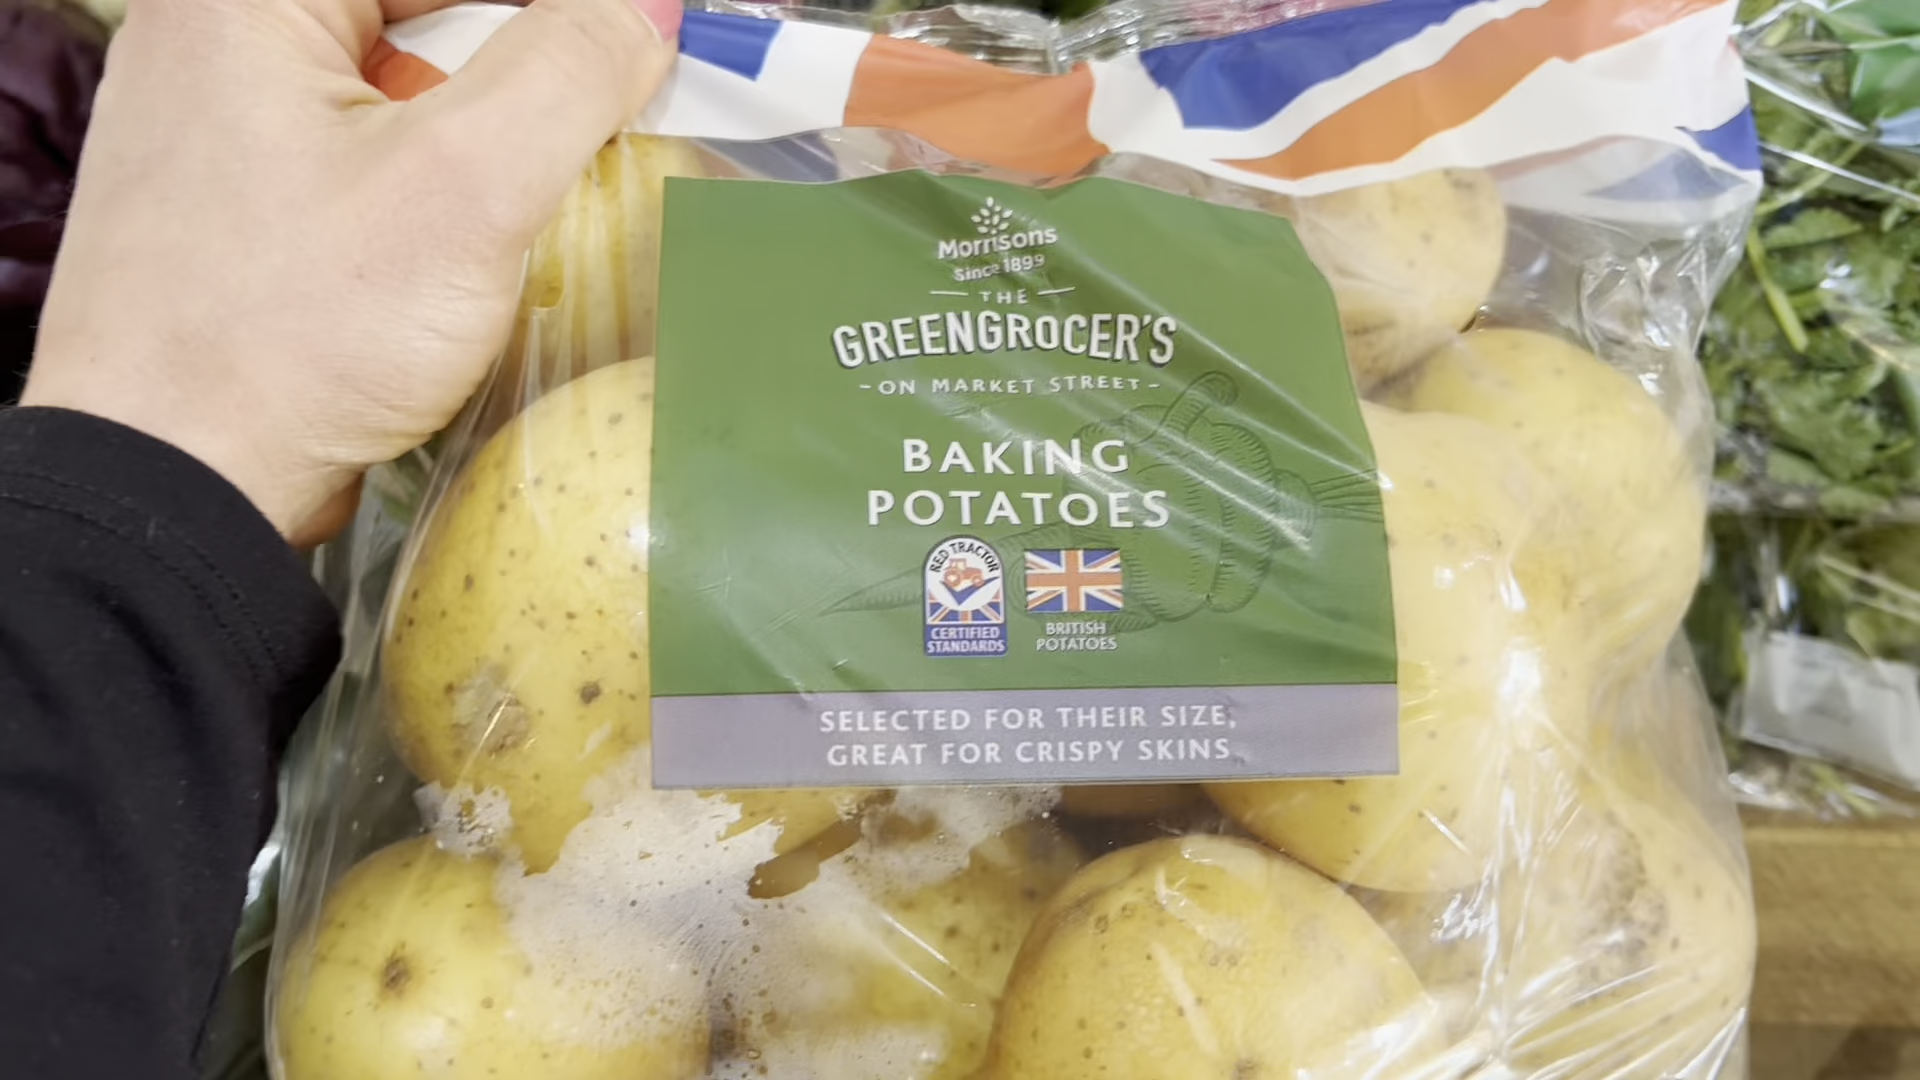 Morrisons
Since 1899
THE
GREENGROCER'S
- ON MARKET STREET -
BAKING
POTATOES
RED TRACTOR
CERTIFIED
STANDARDS
BRITISH
POTATOES
SELECTED FOR THEIR SIZE,
GREAT FOR CRISPY SKINS